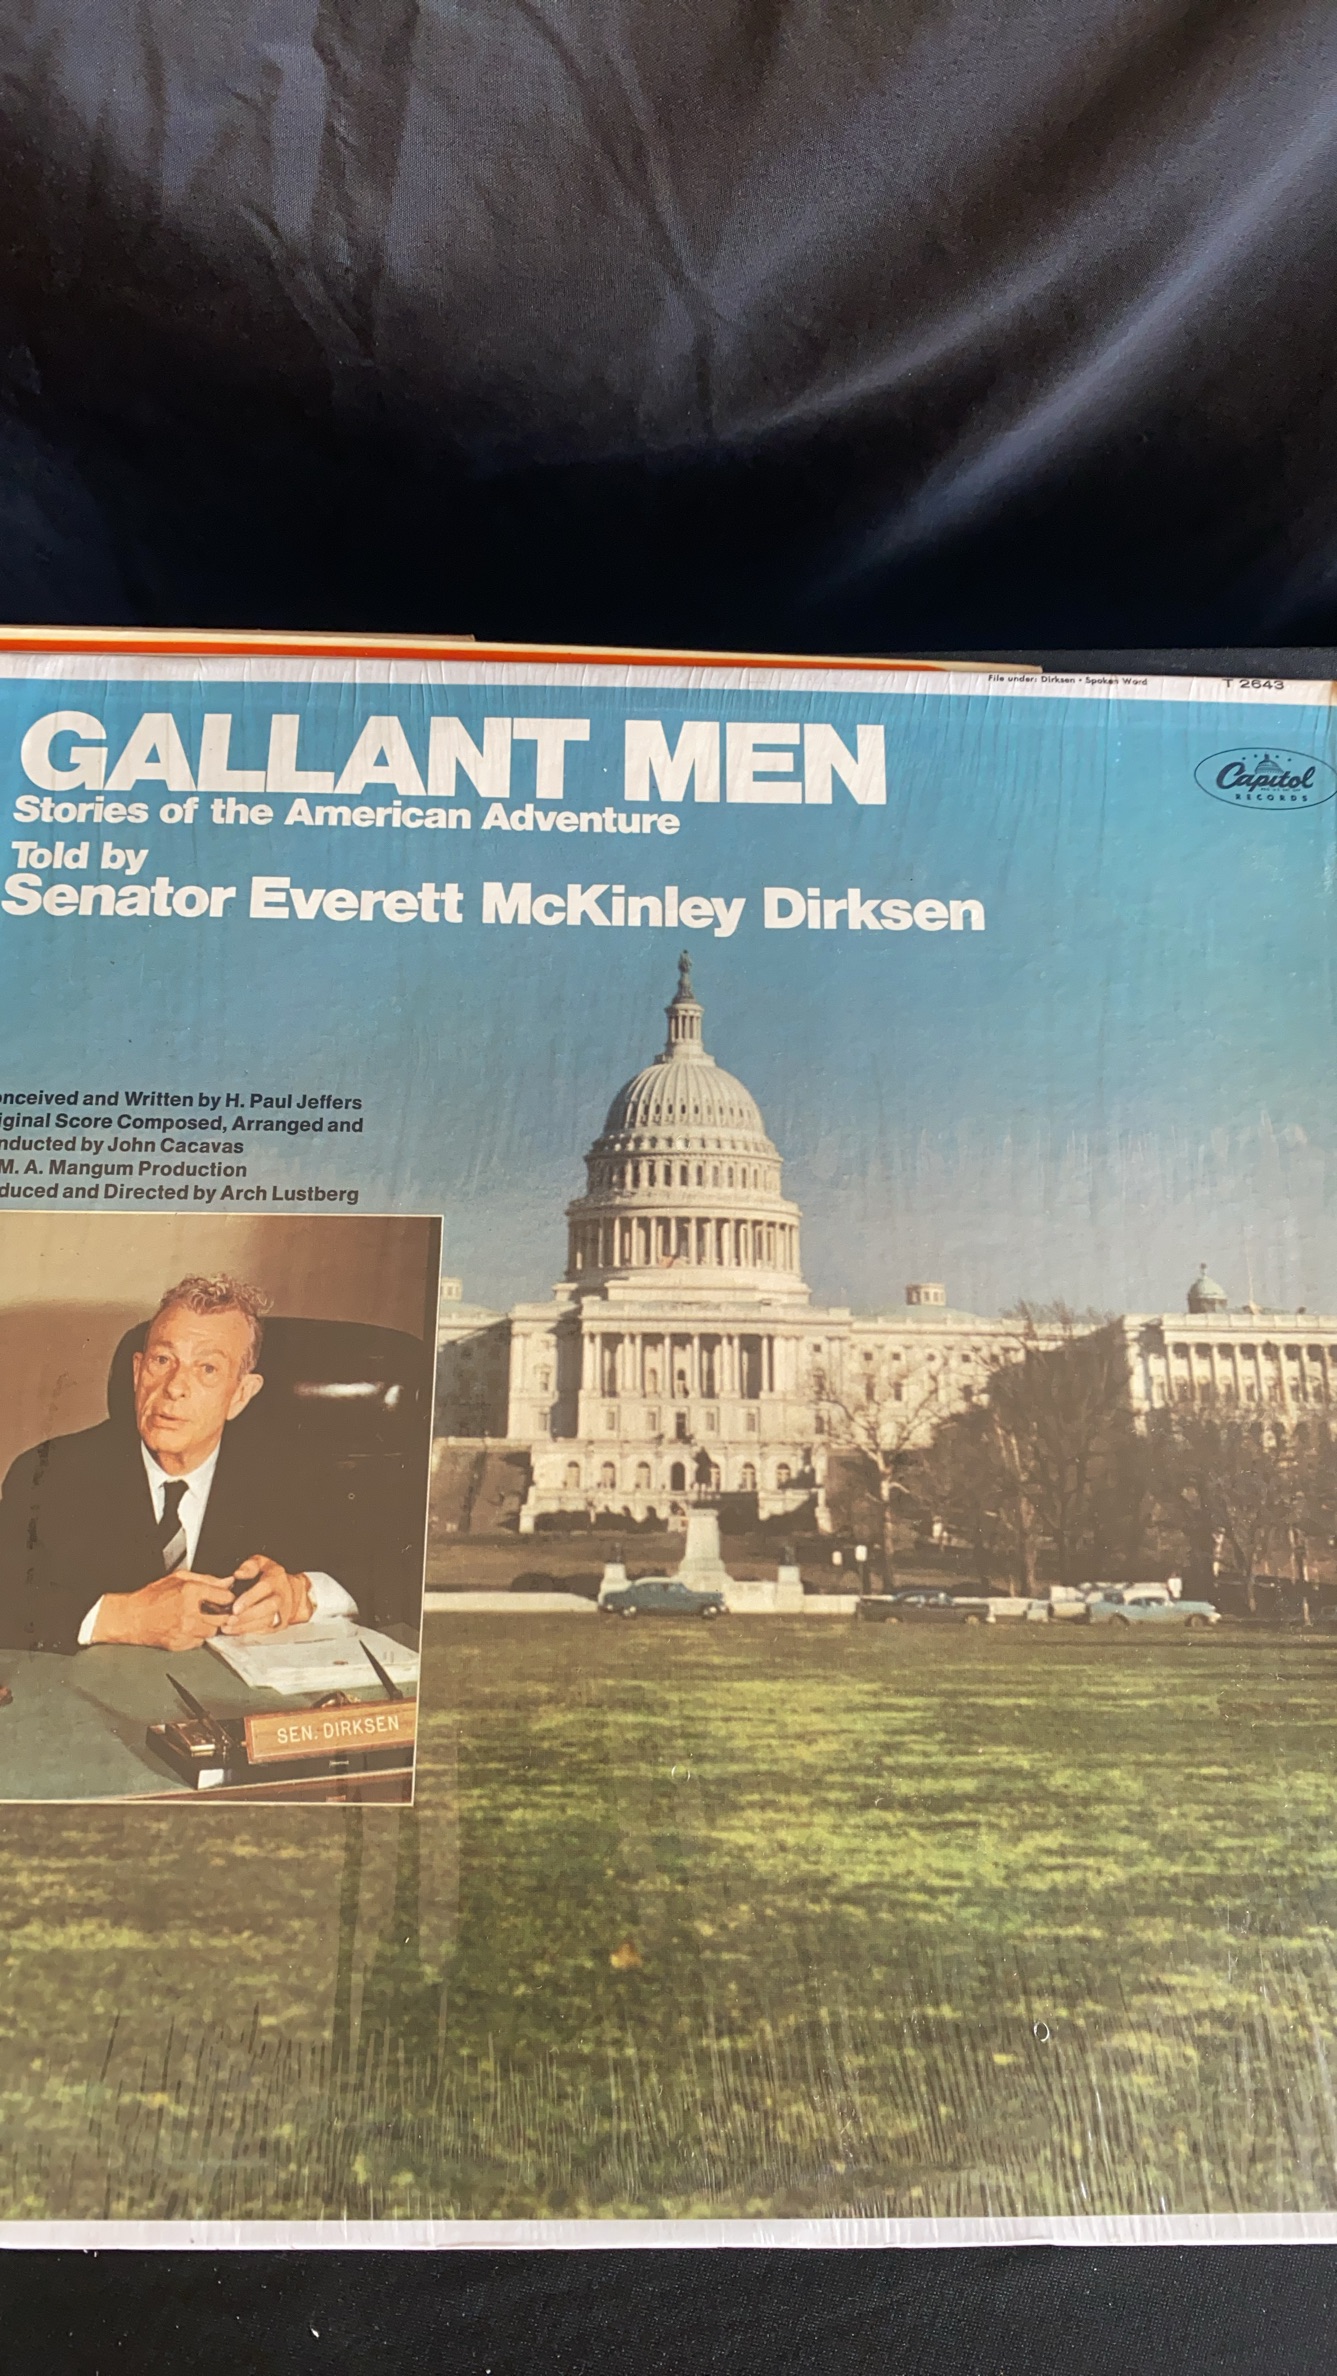 File under: Dirksen • Spoken Word
T 2643
GALLANT MEN
Stories of the American Adventure
Told by
Senator Everett McKinley Dirksen
Capitol
RECORDS
onceived and Written by H. Paul Jeffers
iginal Score Composed, Arranged and
nducted by John Cacavas
M. A. Mangum Production
duced and Directed by Arch Lustberg
SEN. DIRKSEN